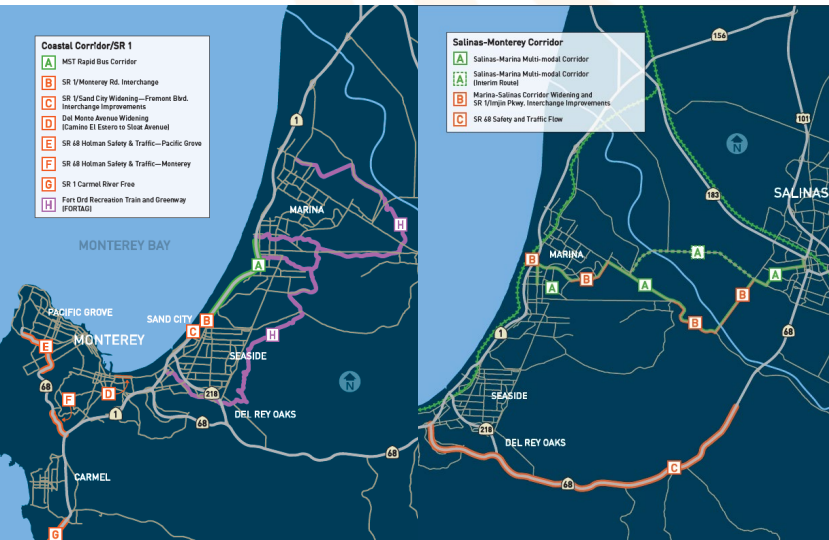 Coastal Corridor/SR 1
A MST Rapid Bus Corridor
B SR 1/Monterey Rd. Interchange
C SR 1/Sand City Widening—Fremont Blvd.
Interchange Improvements
D Del Monte Avenue Widening
(Camino El Estero to Sloat Avenue)
E SR 68 Holman Safety & Traffic—Pacific Grove
F SR 68 Holman Safety & Traffic—Monterey
G SR 1 Carmel River Free
H Fort Ord Recreation Train and Greenway
(FORTAG)
1
MARINA
H
MONTEREY BAY
A
PACIFIC GROVE
SAND CITY
B
C
MONTEREY
H
E
SEASIDE
N
68
D
218
F
1
DEL REY OAKS
68
68
CARMEL
G
Salinas-Monterey Corridor
A Salinas-Marina Multi-modal Corridor
A Salinas-Marina Multi-modal Corridor
(Interim Route)
B Marina-Salinas Corridor Widening and
SR 1/Imjin Pkwy. Interchange Improvements
C SR 68 Safety and Traffic Flow
156
101
N
183
SALINAS
B
MARINA
A
A
B
A
A
B
B
1
68
SEASIDE
218
DEL REY OAKS
C
68